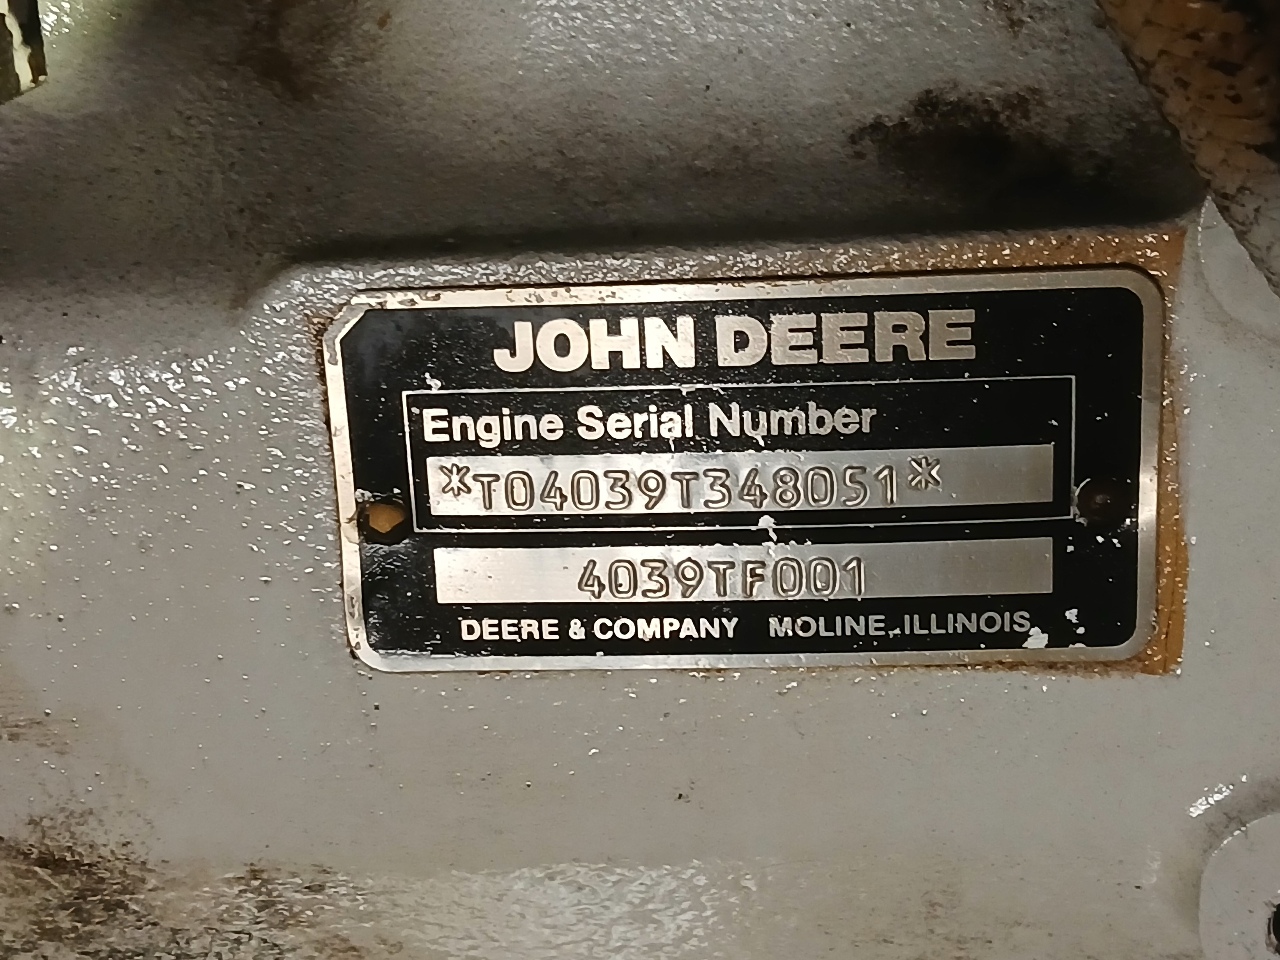 JOHN DEERE
Engine Serial Number
*T04039T348051*
4039TF001
DEERE & COMPANY MOLINE, ILLINOIS